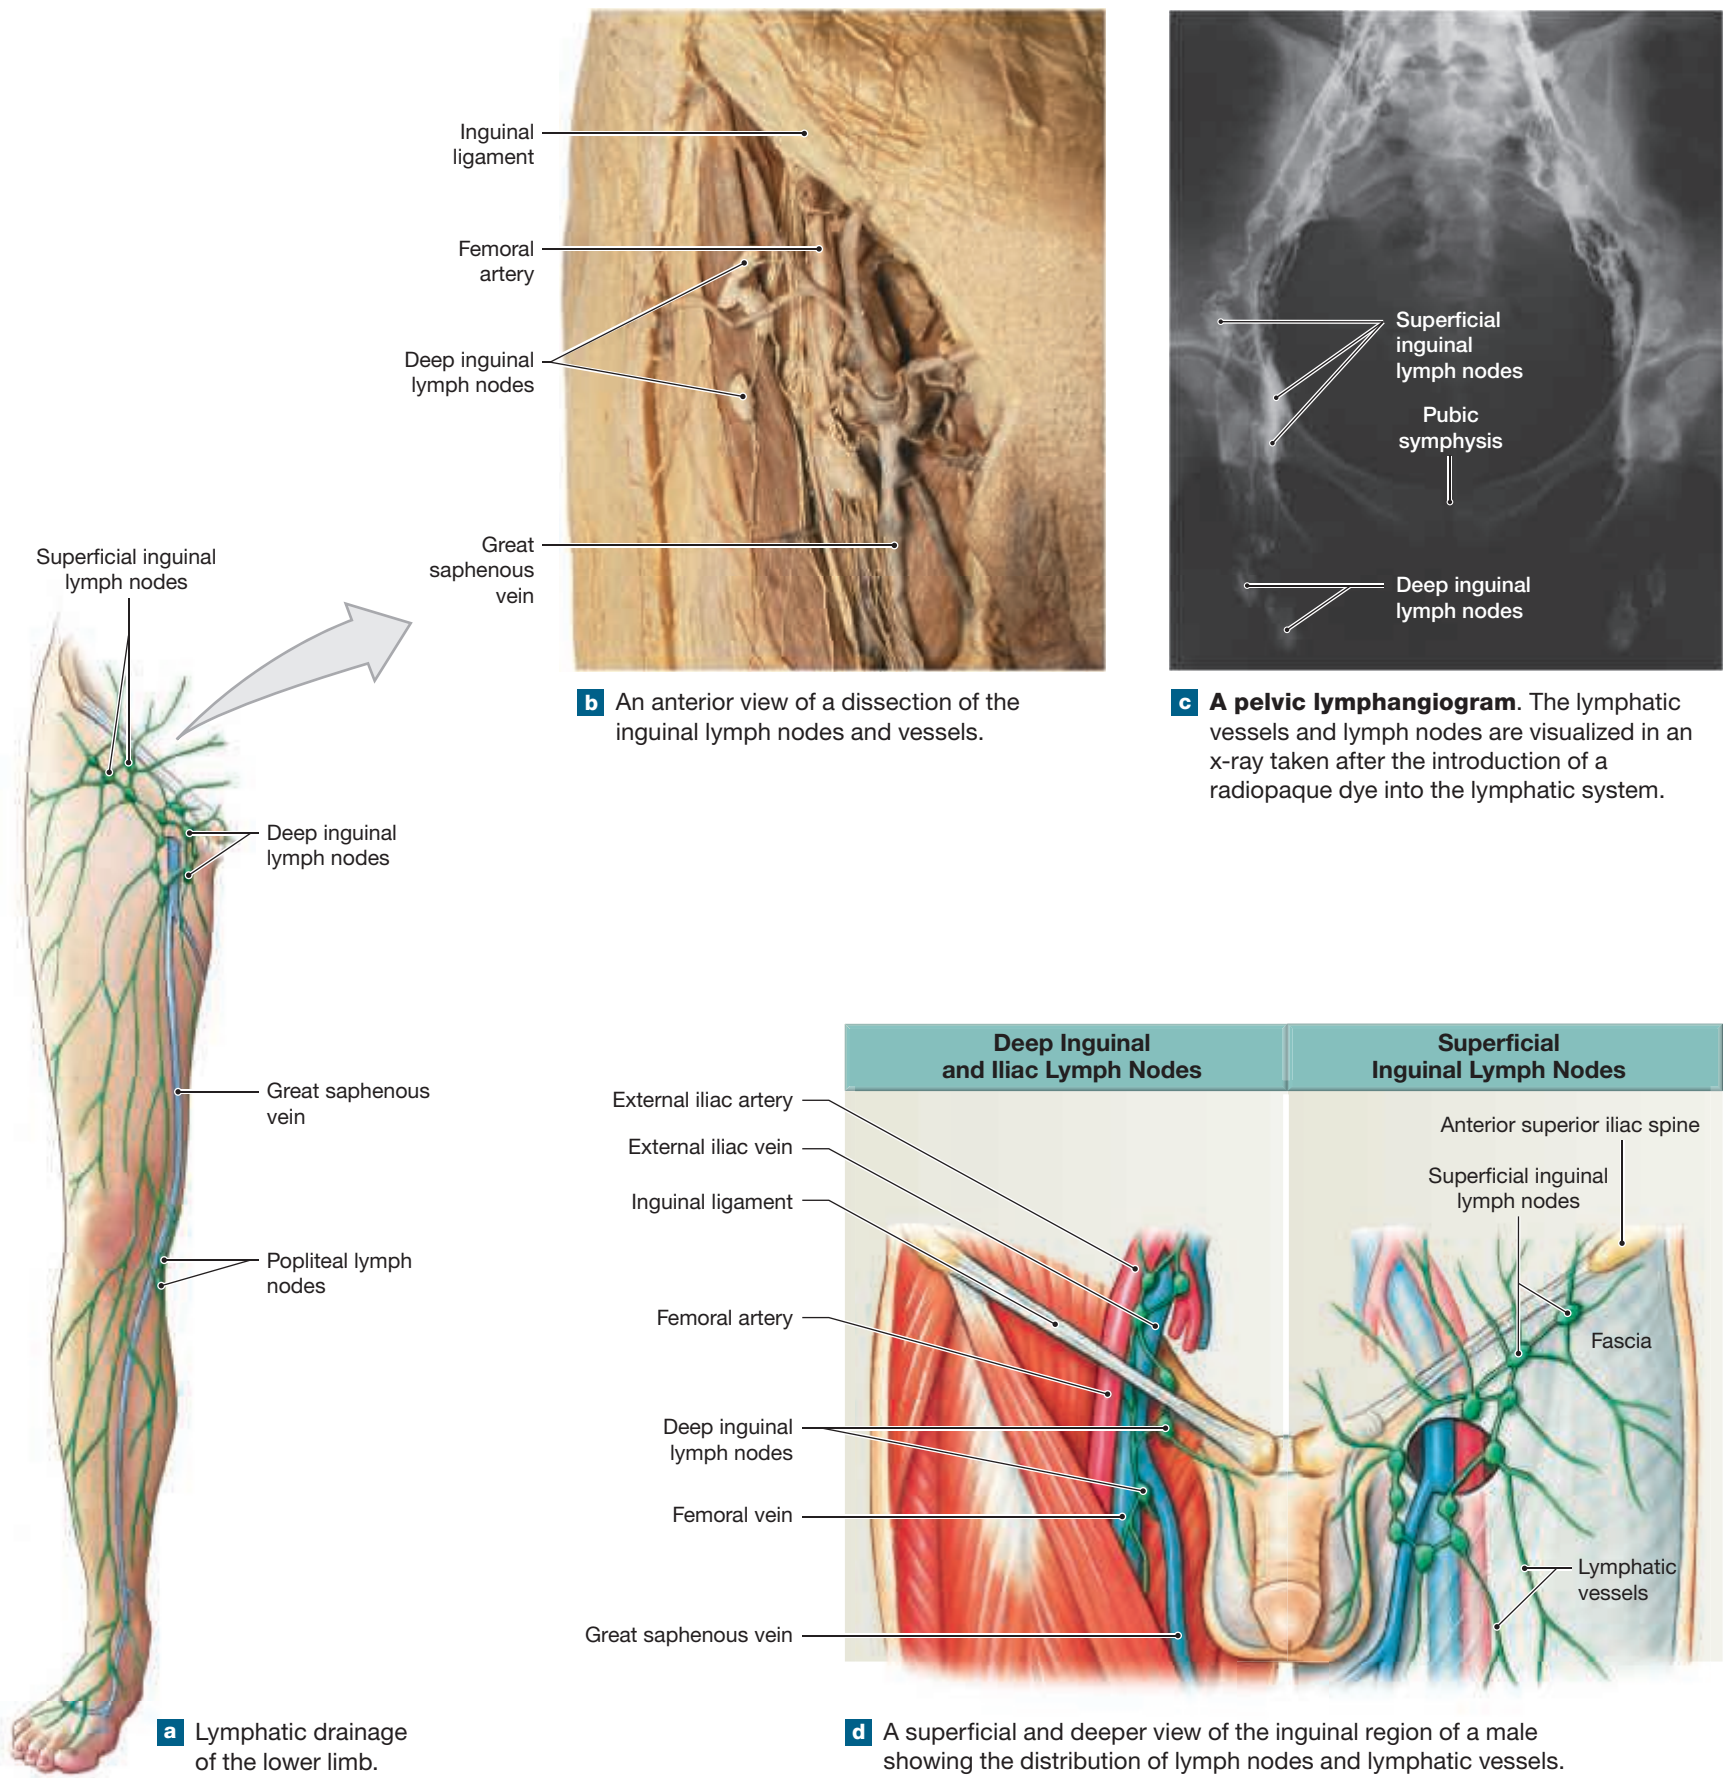 Inguinal
ligament
Femoral
artery
Deep inguinal
lymph nodes
Great
saphenous
vein
b An anterior view of a dissection of the
inguinal lymph nodes and vessels.
Superficial
inguinal
lymph nodes
Pubic
symphysis
Deep inguinal
lymph nodes
c A pelvic lymphangiogram. The lymphatic
vessels and lymph nodes are visualized in an
x-ray taken after the introduction of a
radiopaque dye into the lymphatic system.
Superficial inguinal
lymph nodes
Deep inguinal
lymph nodes
Great saphenous
vein
Popliteal lymph
nodes
a Lymphatic drainage
of the lower limb.
Deep Inguinal
and Iliac Lymph Nodes
Superficial
Inguinal Lymph Nodes
External iliac artery
External iliac vein
Inguinal ligament
Femoral artery
Deep inguinal
lymph nodes
Femoral vein
Great saphenous vein
Anterior superior iliac spine
Superficial inguinal
lymph nodes
Fascia
Lymphatic
vessels
d A superficial and deeper view of the inguinal region of a male
showing the distribution of lymph nodes and lymphatic vessels.